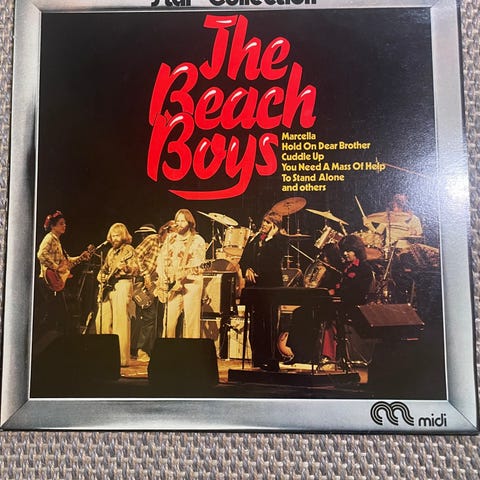 Star Collection
The
Beach
Boys
Marcella
Hold On Dear Brother
Cuddle Up
You Need A Mass Of Help
To Stand Alone
and others
midi